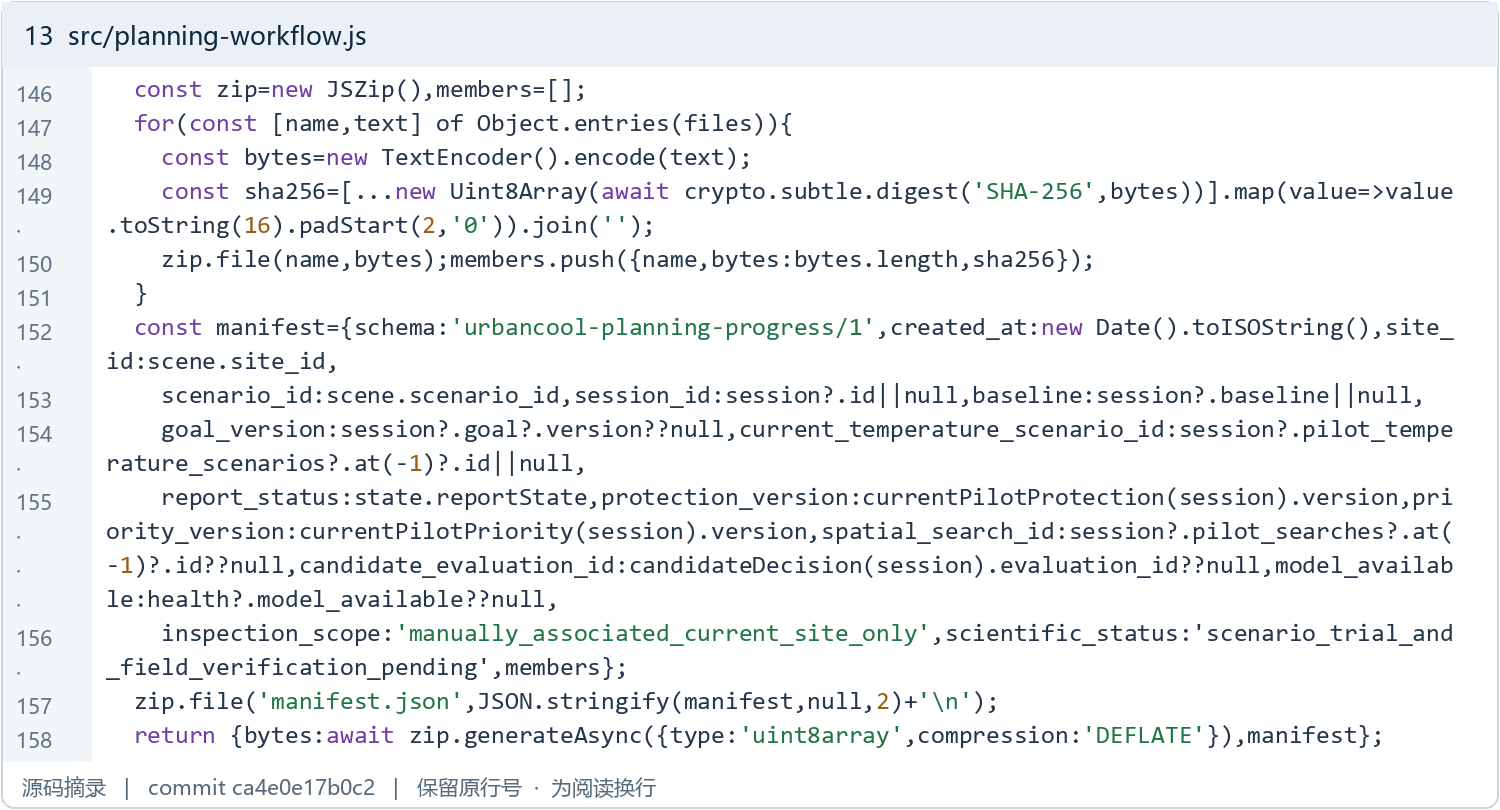 13 src/planning-workflow.js
146 const zip=new JSZip(),members=[];
147 for(const [name,text] of Object.entries(files)){
148 const bytes=new TextEncoder().encode(text);
149 const sha256=[...new Uint8Array(await crypto.subtle.digest('SHA-256',bytes))].map(value=>value
· .toString(16).padStart(2,'0')).join('');
150 zip.file(name,bytes);members.push({name,bytes:bytes.length,sha256});
151 }
152 const manifest={schema:'urbancool-planning-progress/1',created_at:new Date().toISOString(),site_
· id:scene.site_id,
153 scenario_id:scene.scenario_id,session_id:session?.id||null,baseline:session?.baseline||null,
154 goal_version:session?.goal?.version??null,current_temperature_scenario_id:session?.pilot_tempe
· rature_scenarios?.at(-1)?.id||null,
155 report_status:state.reportState,protection_version:currentPilotProtection(session).version,pri
· ority_version:currentPilotPriority(session).version,spatial_search_id:session?.pilot_searches?.at(
· -1)?.id??null,candidate_evaluation_id:candidateDecision(session).evaluation_id??null,model_availab
· le:health?.model_available??null,
156 inspection_scope:'manually_associated_current_site_only',scientific_status:'scenario_trial_and
· _field_verification_pending',members};
157 zip.file('manifest.json',JSON.stringify(manifest,null,2)+'\n');
158 return {bytes:await zip.generateAsync({type:'uint8array',compression:'DEFLATE'}),manifest};
源码摘录 | commit ca4e0e17b0c2 | 保留原行号 · 为阅读换行